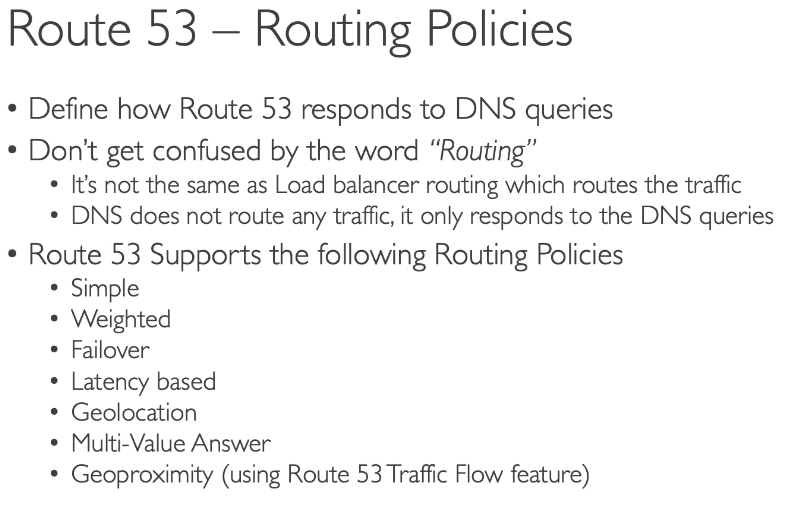 Route 53 – Routing Policies
• Define how Route 53 responds to DNS queries
• Don't get confused by the word “Routing”
• It's not the same as Load balancer routing which routes the traffic
• DNS does not route any traffic, it only responds to the DNS queries
• Route 53 Supports the following Routing Policies
• Simple
• Weighted
• Failover
• Latency based
• Geolocation
• Multi-Value Answer
• Geoproximity (using Route 53 Traffic Flow feature)